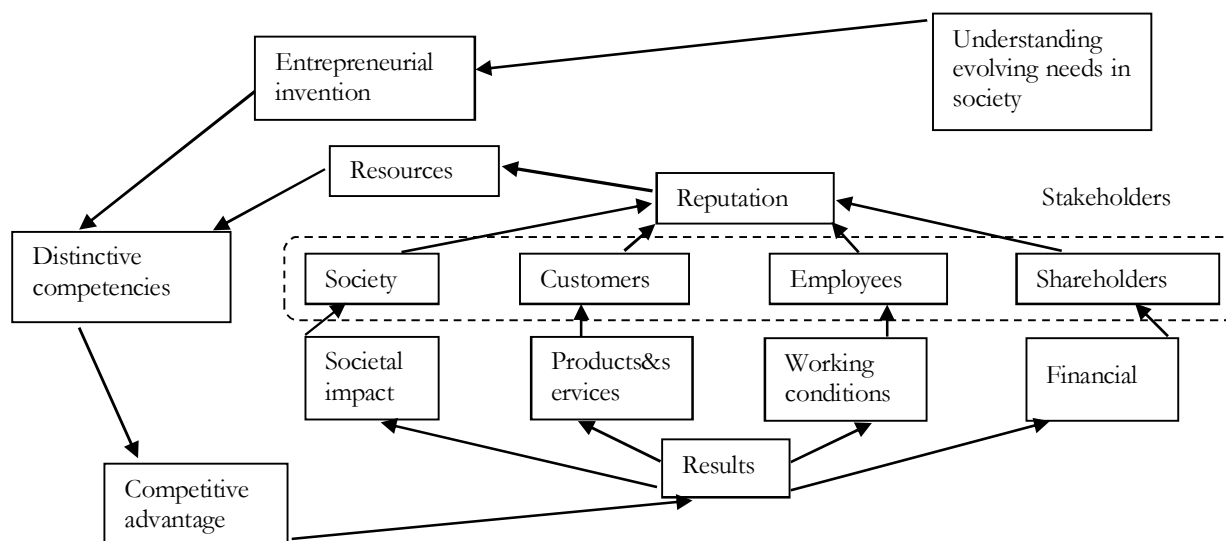 Understanding
evolving needs in
society
Entrepreneurial
invention
Resources
Reputation
Stakeholders
Distinctive
competencies
Society
Customers
Employees
Shareholders
Societal
impact
Products&s
ervices
Working
conditions
Financial
Results
Competitive
advantage